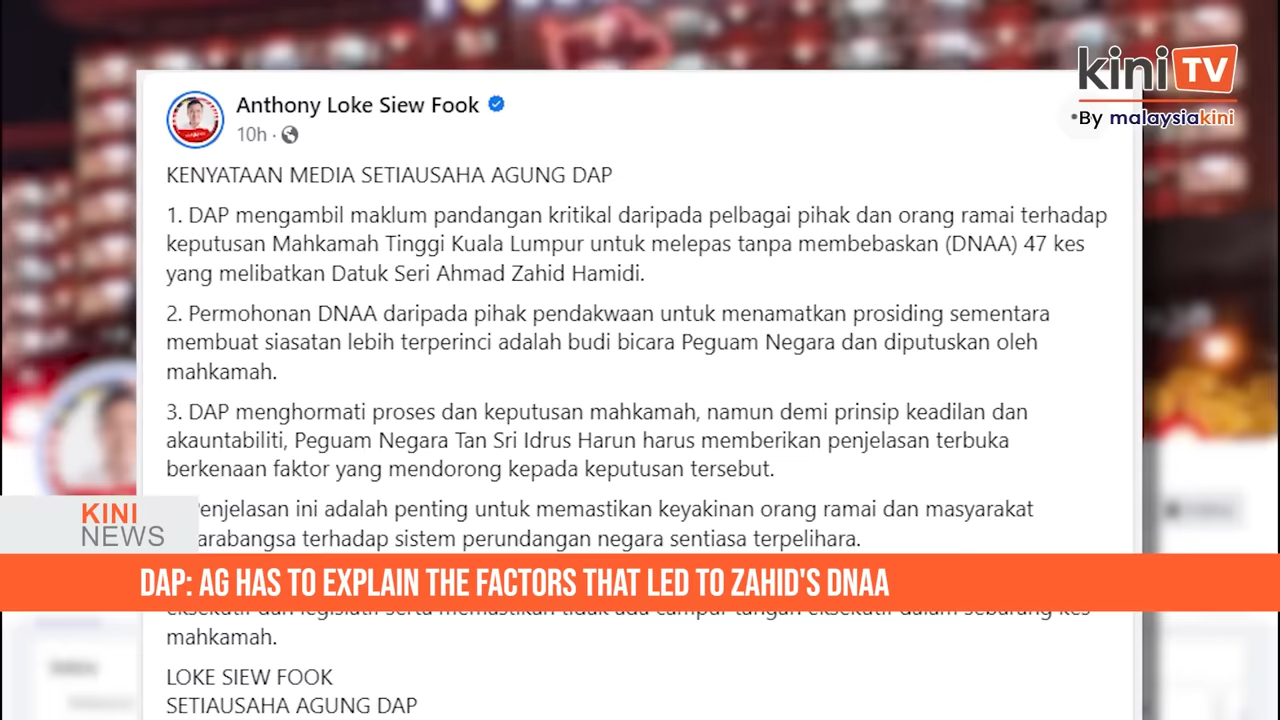 kini TV
By malaysiakini
Anthony Loke Siew Fook
10h ·
KENYATAAN MEDIA SETIAUSAHA AGUNG DAP
1. DAP mengambil maklum pandangan kritikal daripada pelbagai pihak dan orang ramai terhadap
keputusan Mahkamah Tinggi Kuala Lumpur untuk melepas tanpa membebaskan (DNAA) 47 kes
yang melibatkan Datuk Seri Ahmad Zahid Hamidi.
2. Permohonan DNAA daripada pihak pendakwaan untuk menamatkan prosiding sementara
membuat siasatan lebih terperinci adalah budi bicara Peguam Negara dan diputuskan oleh
mahkamah.
3. DAP menghormati proses dan keputusan mahkamah, namun demi prinsip keadilan dan
akauntabiliti, Peguam Negara Tan Sri Idrus Harun harus memberikan penjelasan terbuka
berkenaan faktor yang mendorong kepada keputusan tersebut.
Penjelasan ini adalah penting untuk memastikan keyakinan orang ramai dan masyarakat
arabangsa terhadap sistem perundangan negara sentiasa terpelihara.
KINI
NEWS
DAP: AG HAS TO EXPLAIN THE FACTORS THAT LED TO ZAHID'S DNAA
mahkamah.
LOKE SIEW FOOK
SETIAUSAHA AGUNG DAP